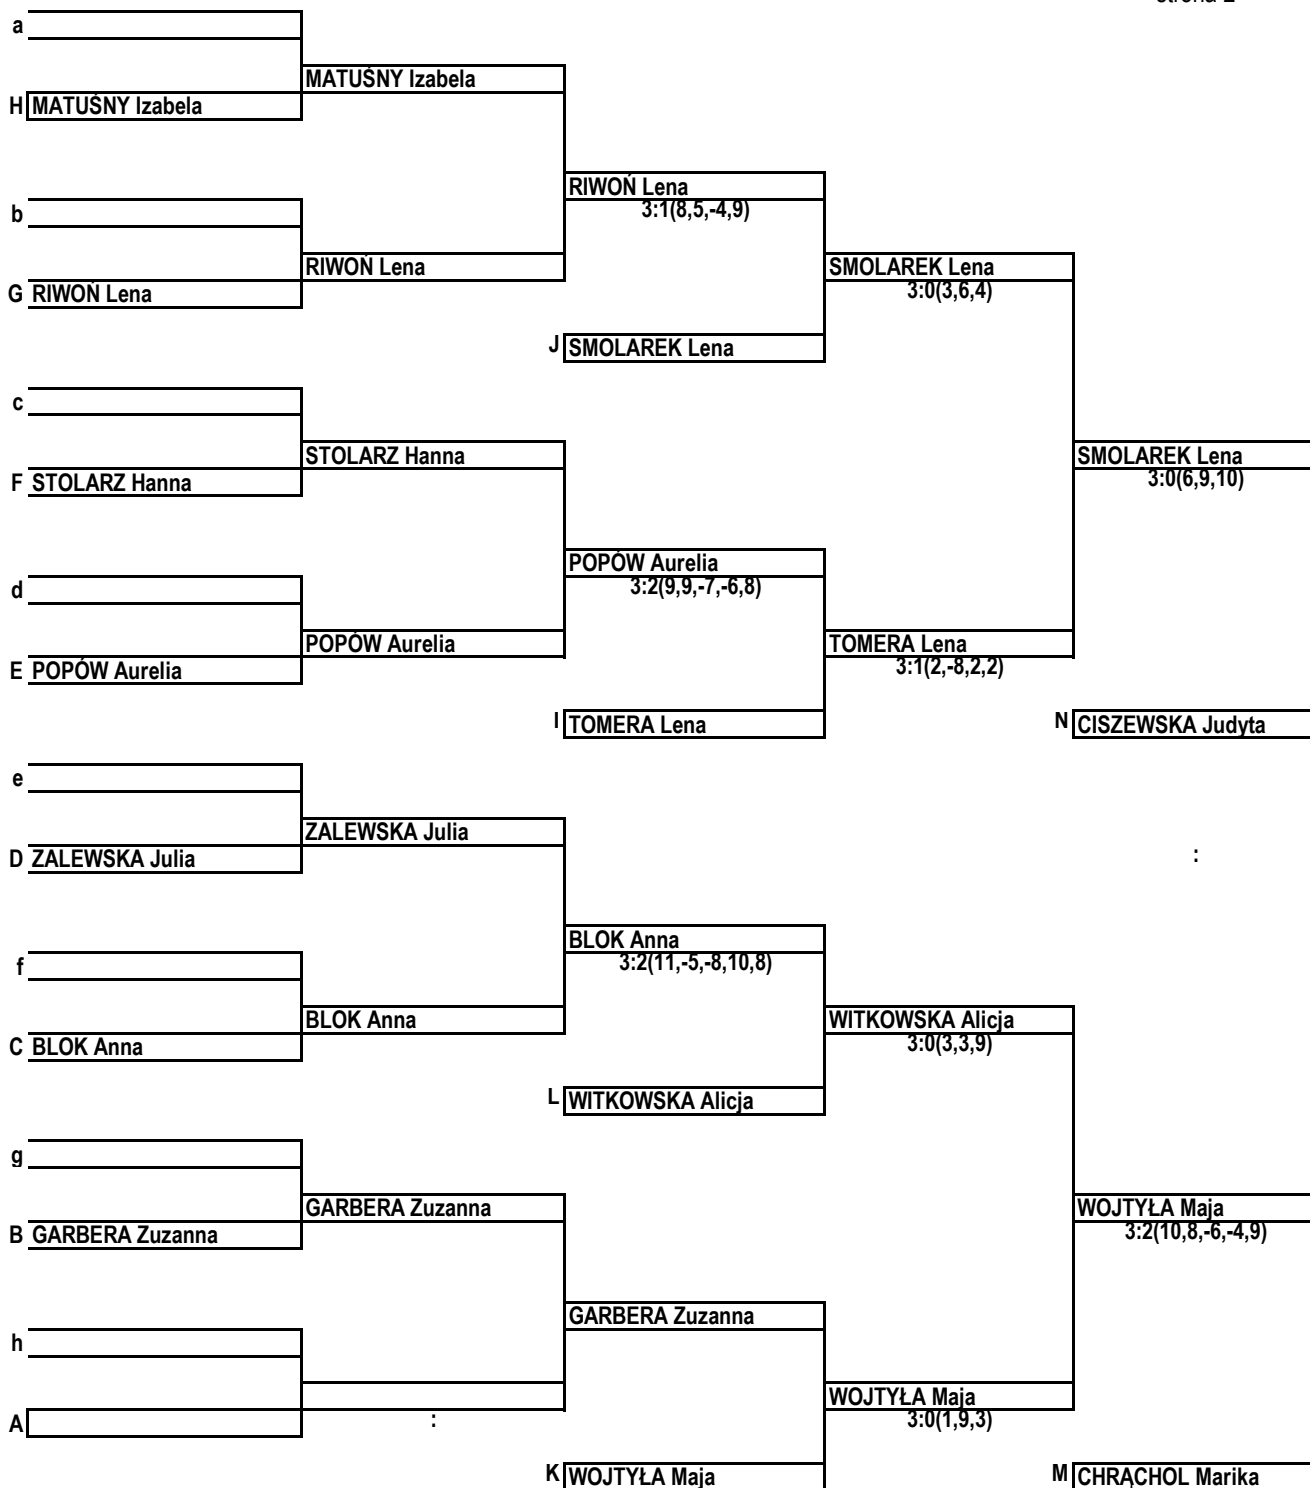 a
MATUŚNY Izabela
H MATUŚNY Izabela
RIWOŃ Lena
3:1(8,5,-4,9)
b
RIWOŃ Lena
SMOLAREK Lena
3:0(3,6,4)
G RIWOŃ Lena
J SMOLAREK Lena
c
STOLARZ Hanna
SMOLAREK Lena
3:0(6,9,10)
F STOLARZ Hanna
POPÓW Aurelia
3:2(9,9,-7,-6,8)
d
POPÓW Aurelia
TOMERA Lena
3:1(2,-8,2,2)
E POPÓW Aurelia
I TOMERA Lena
N CISZEWSKA Judyta
e
ZALEWSKA Julia
D ZALEWSKA Julia
:
BLOK Anna
3:2(11,-5,-8,10,8)
f
BLOK Anna
WITKOWSKA Alicja
3:0(3,3,9)
C BLOK Anna
L WITKOWSKA Alicja
g
GARBERA Zuzanna
WOJTYŁA Maja
3:2(10,8,-6,-4,9)
B GARBERA Zuzanna
GARBERA Zuzanna
h
WOJTYŁA Maja
3:0(1,9,3)
A
:
K WOJTYŁA Maja
M CHRĄCHOL Marika